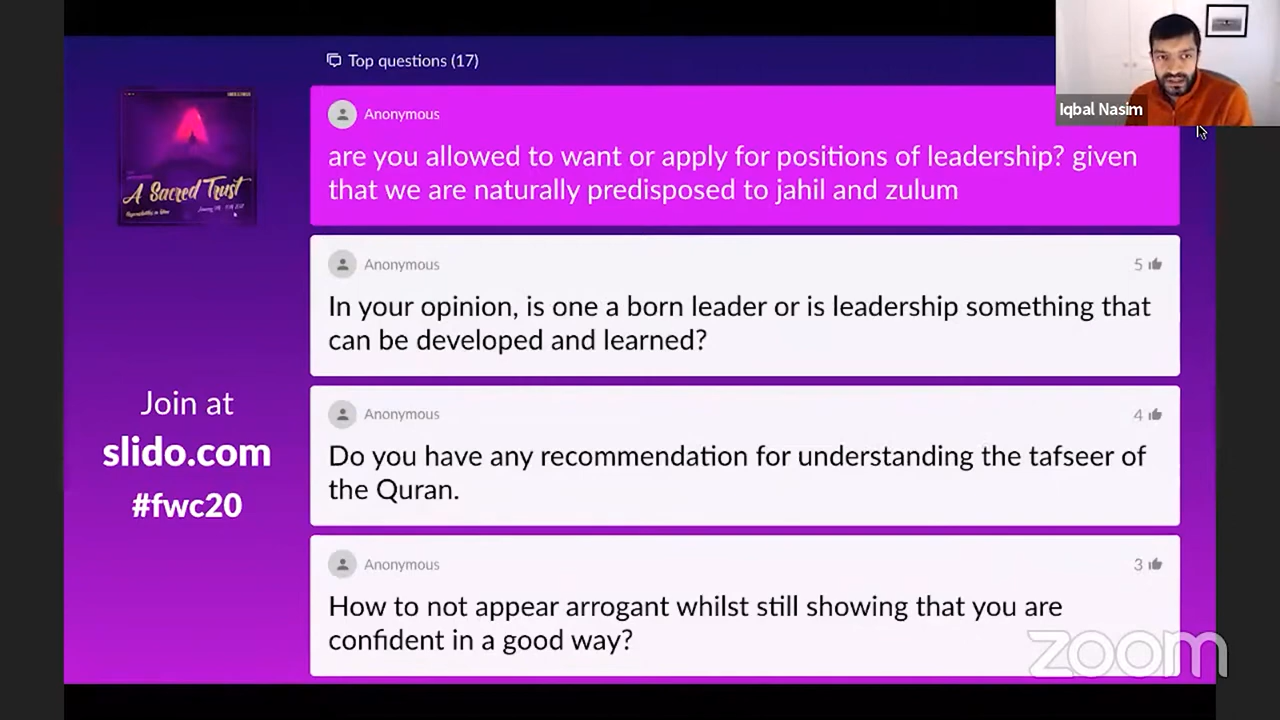 Top questions (17)
Iqbal Nasim
Anonymous
are you allowed to want or apply for positions of leadership? given
that we are naturally predisposed to jahil and zulum
A Sacred Trust
Anonymous
5
In your opinion, is one a born leader or is leadership something that
can be developed and learned?
Join at
slido.com
#fwc20
Anonymous
4
Do you have any recommendation for understanding the tafseer of
the Quran.
Anonymous
3
How to not appear arrogant whilst still showing that you are
confident in a good way?
zoom